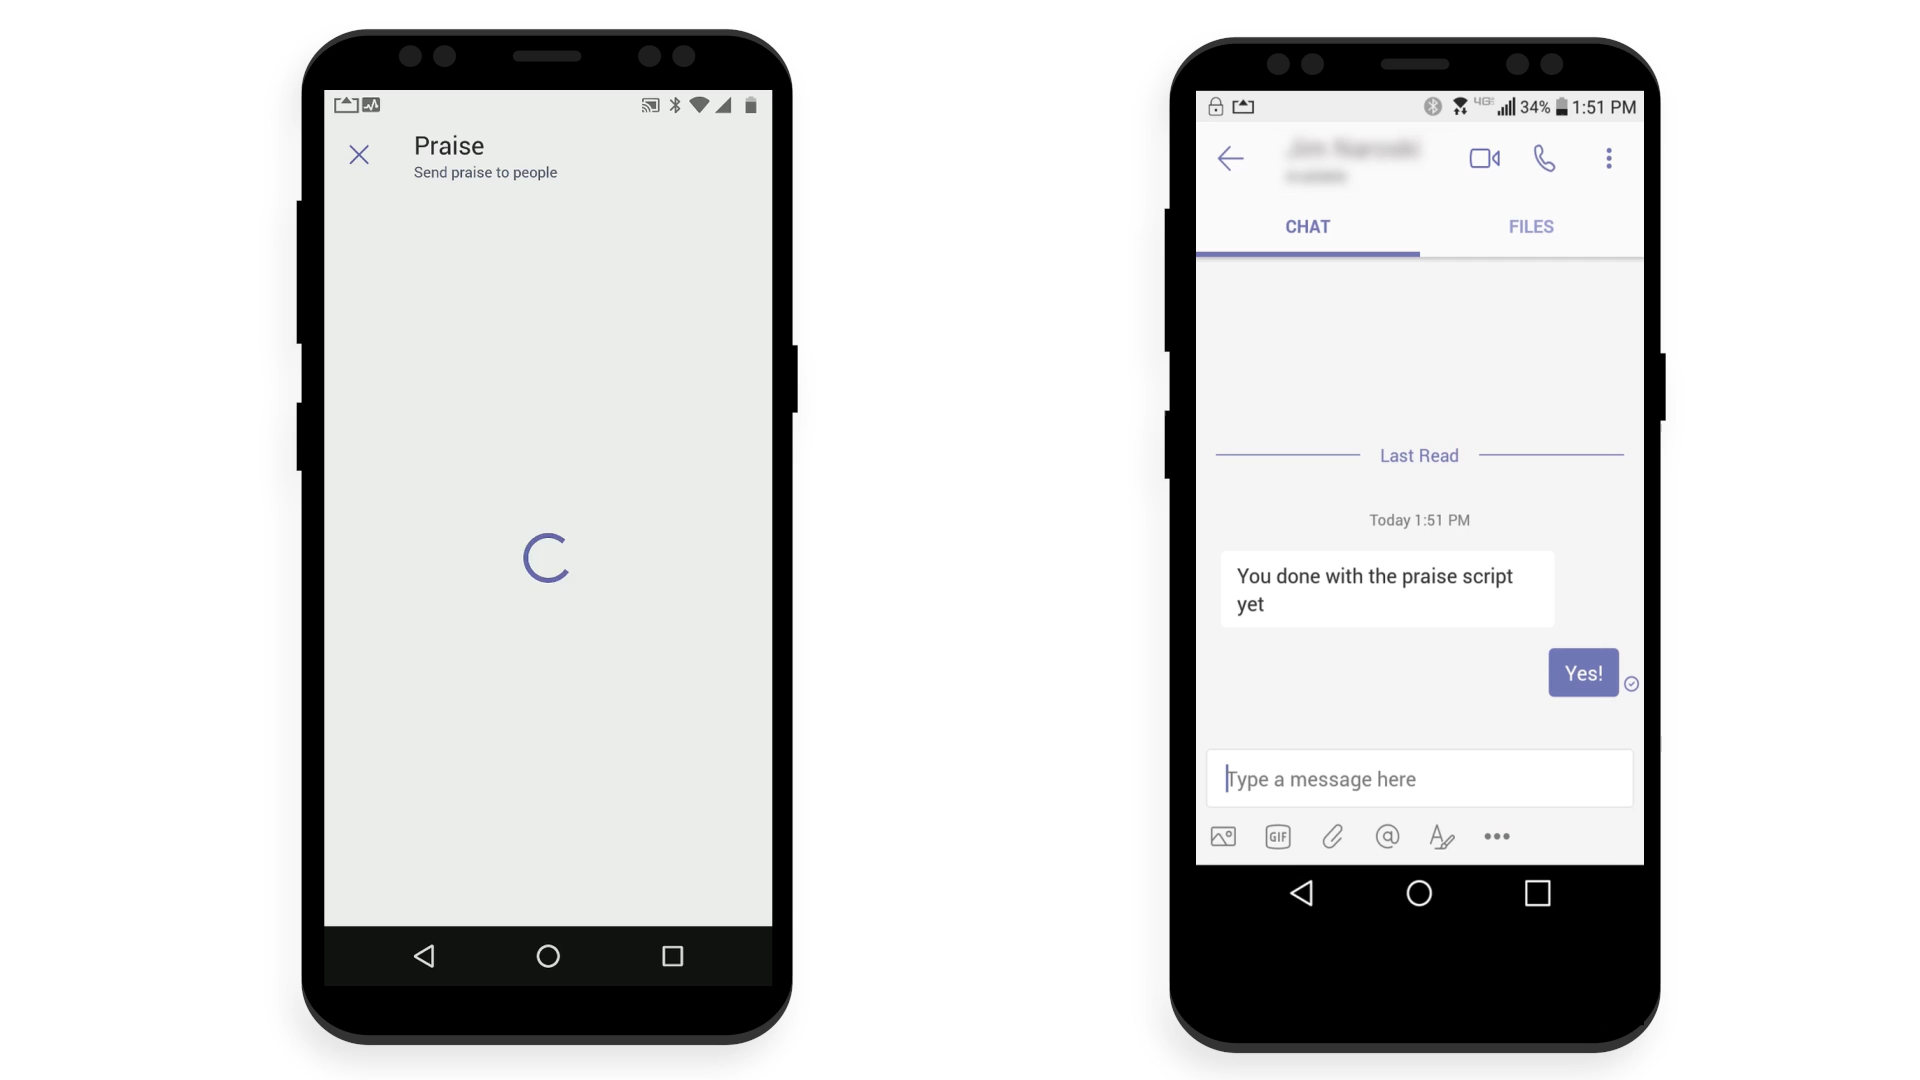 Praise
Send praise to people
4G 34% 1:51 PM
CHAT FILES
Last Read
Today 1:51 PM
You done with the praise script
yet
Yes!
Type a message here
GIF